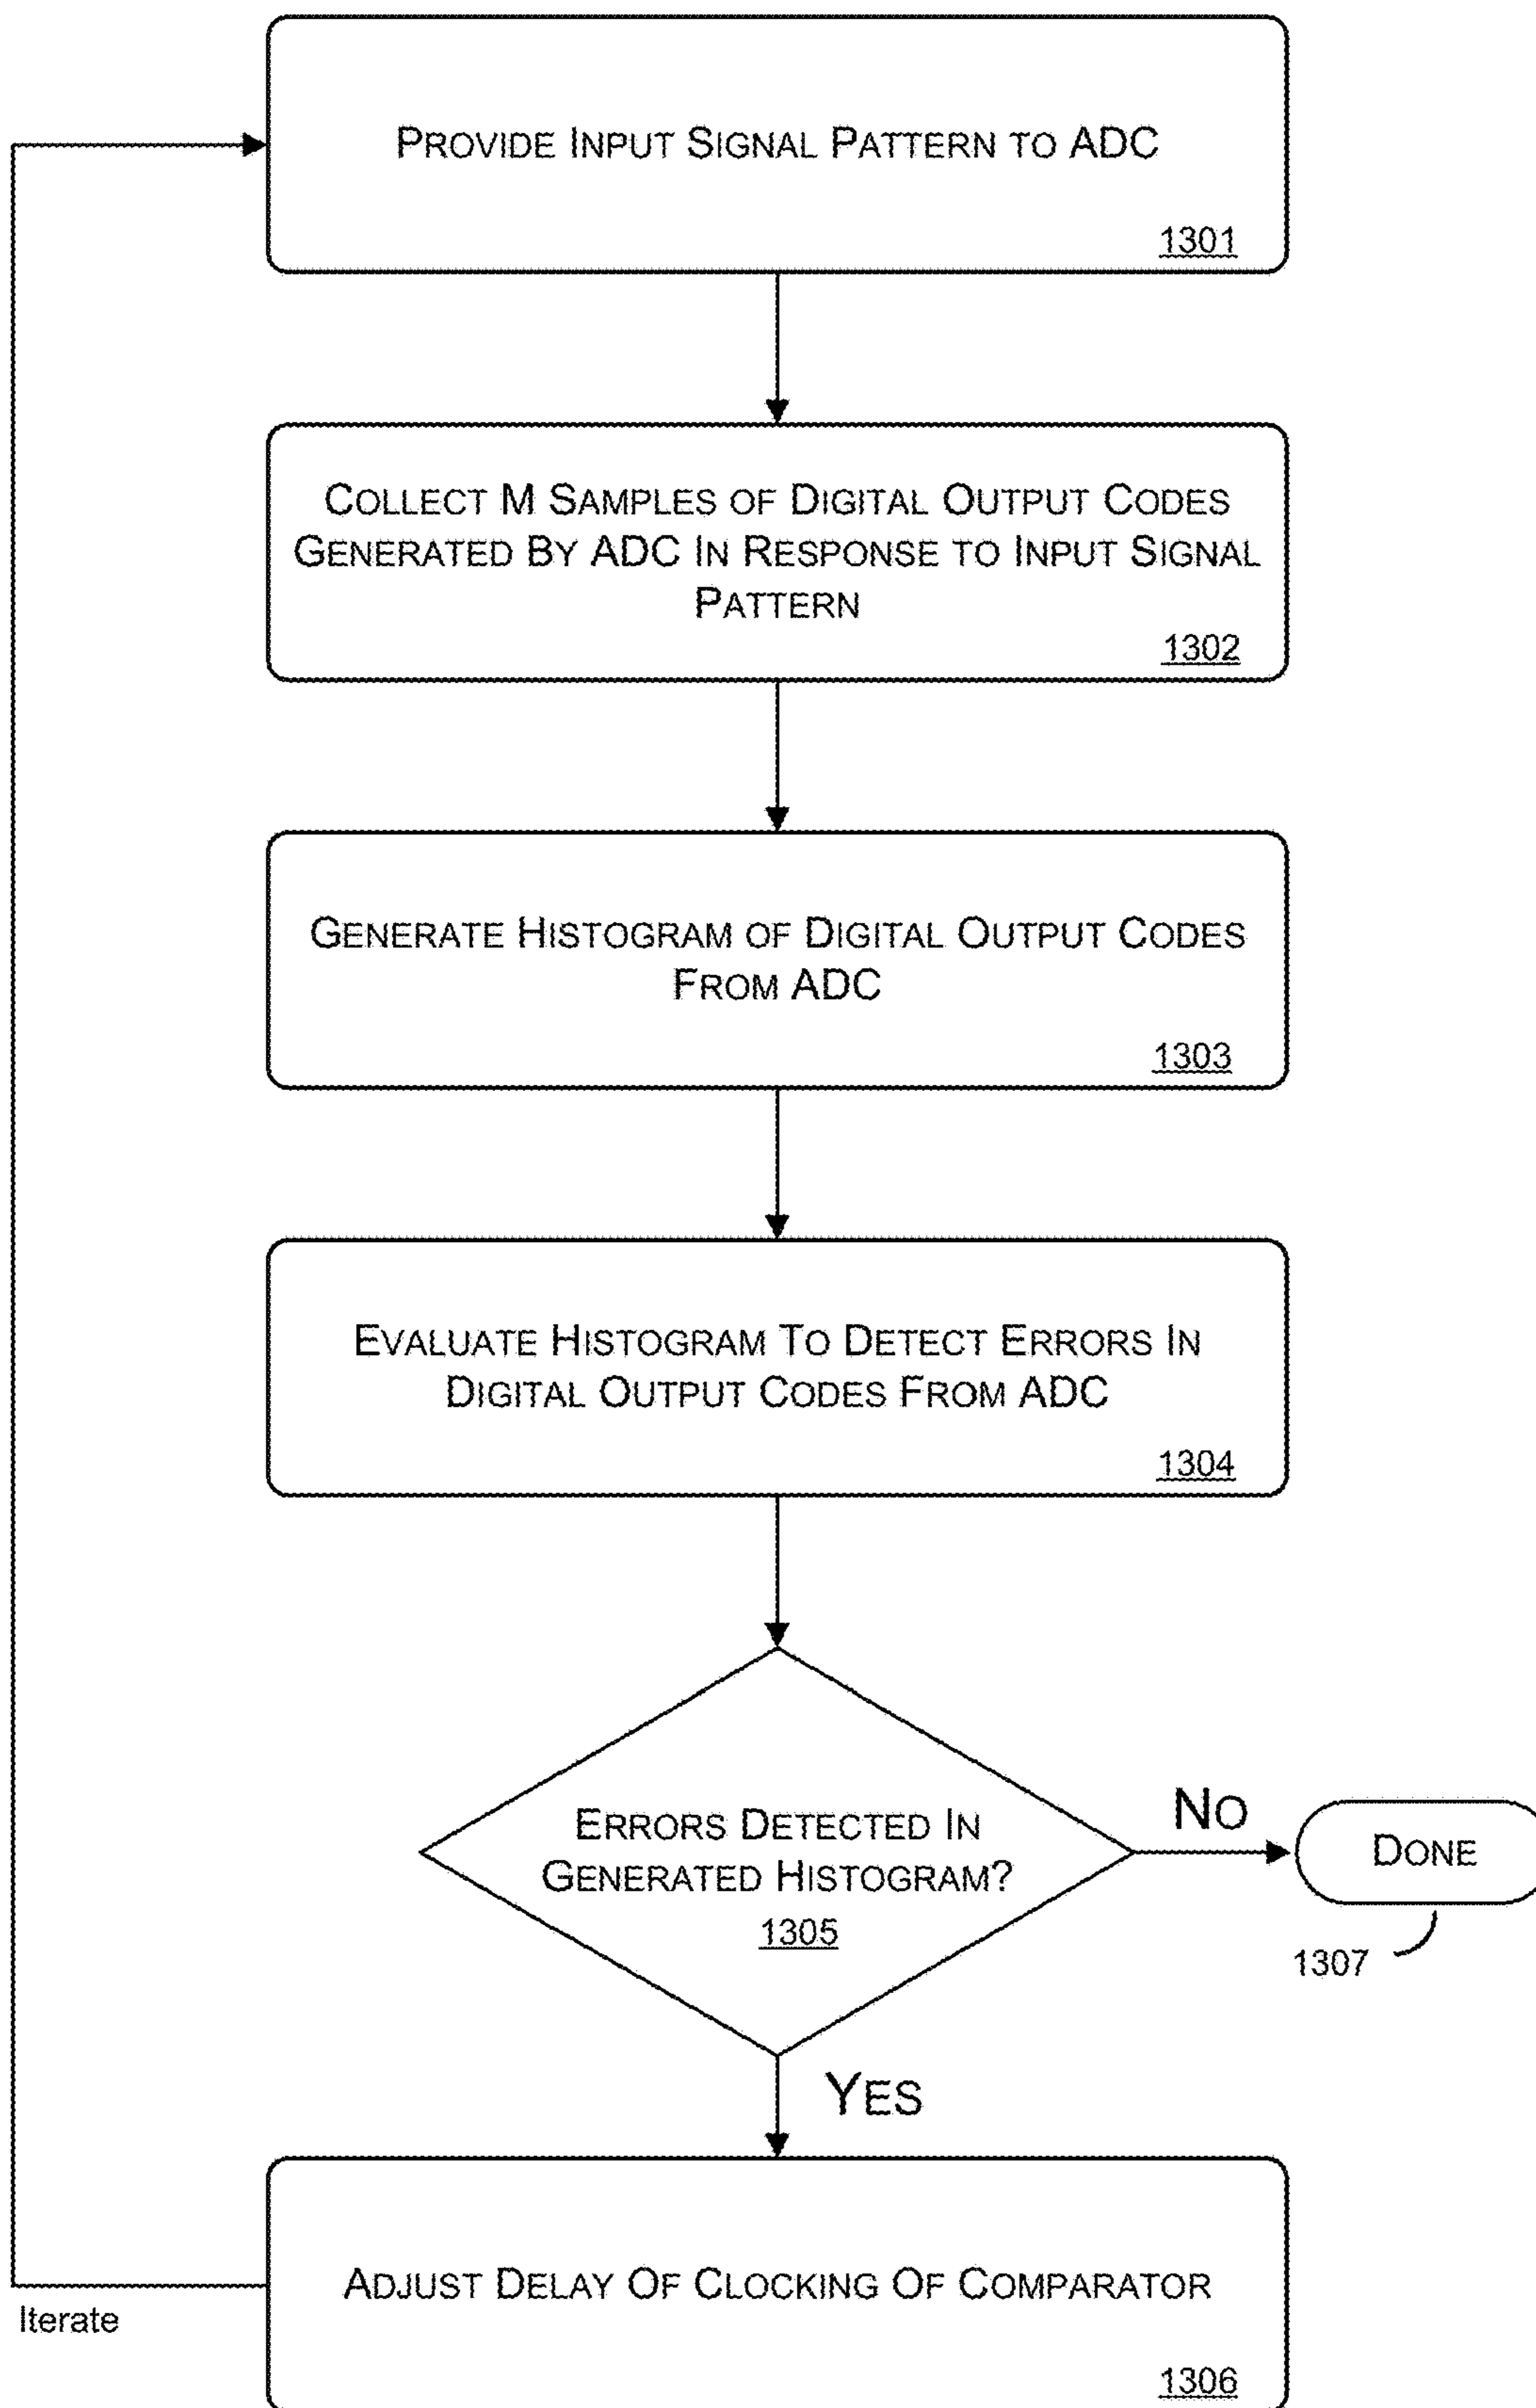 PROVIDE INPUT SIGNAL PATTERN TO ADC
1301
COLLECT M SAMPLES OF DIGITAL OUTPUT CODES
GENERATED BY ADC IN RESPONSE TO INPUT SIGNAL
PATTERN
1302
GENERATE HISTOGRAM OF DIGITAL OUTPUT CODES
FROM ADC
1303
EVALUATE HISTOGRAM TO DETECT ERRORS IN
DIGITAL OUTPUT CODES FROM ADC
1304
ERRORS DETECTED IN
GENERATED HISTOGRAM?
1305
NO
DONE
1307
YES
ADJUST DELAY OF CLOCKING OF COMPARATOR
1306
Iterate